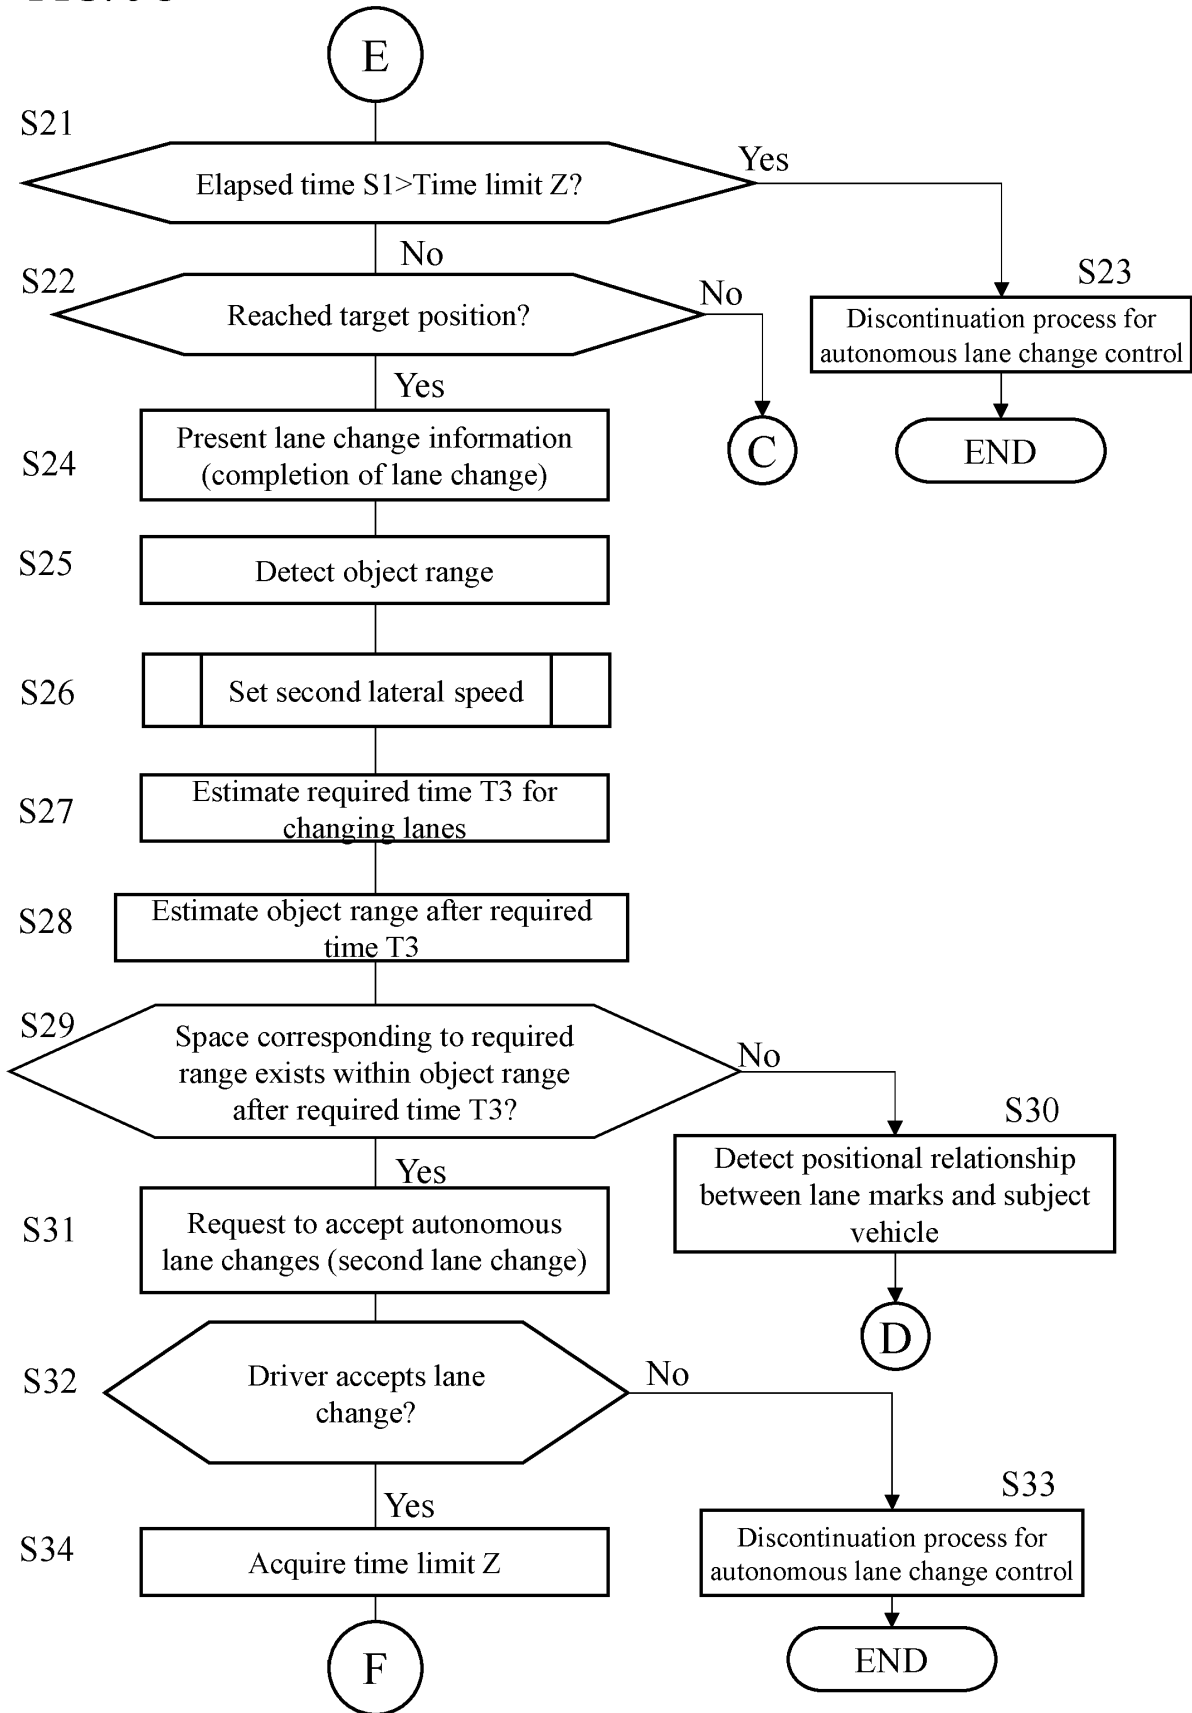 E
S21
Elapsed time S1>Time limit Z?
Yes
No
S22
Reached target position?
No
S23
Discontinuation process for
autonomous lane change control
Yes
C
END
S24
Present lane change information
(completion of lane change)
S25
Detect object range
S26
Set second lateral speed
S27
Estimate required time T3 for
changing lanes
S28
Estimate object range after required
time T3
S29
Space corresponding to required
range exists within object range
after required time T3?
No
S30
Detect positional relationship
between lane marks and subject
vehicle
Yes
S31
Request to accept autonomous
lane changes (second lane change)
D
S32
Driver accepts lane
change?
No
S33
Discontinuation process for
autonomous lane change control
Yes
S34
Acquire time limit Z
END
F